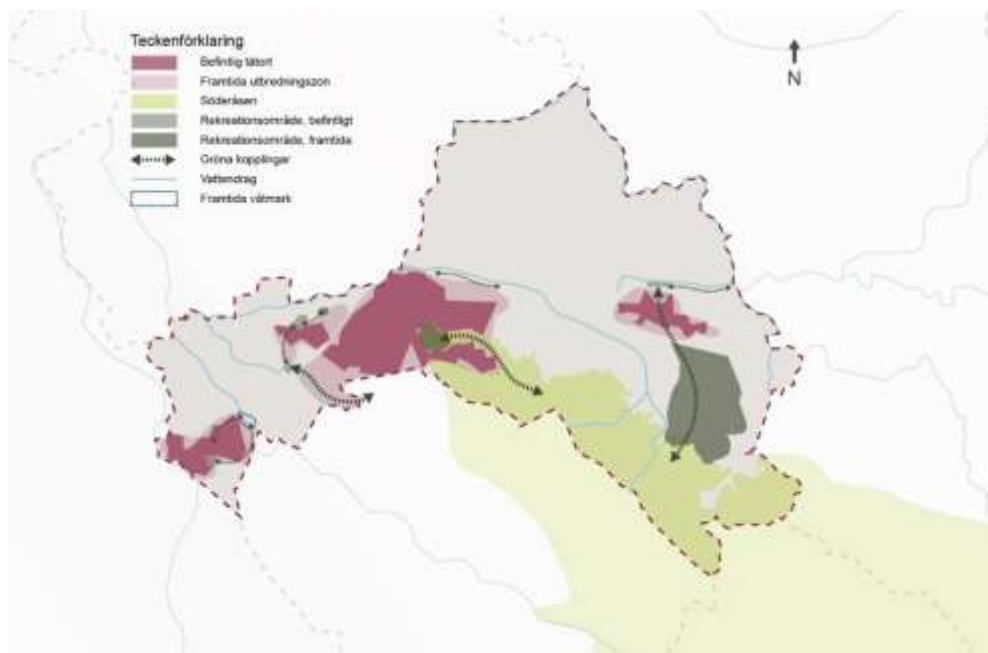 Teckenförklaring
Befintlig tätort
Framtida utbredningszon
Söderåsen
Rekreationsområde, befintligt
Rekreationsområde, framtida
Gröna kopplingar
Vattendrag
Framtida våtmark
N